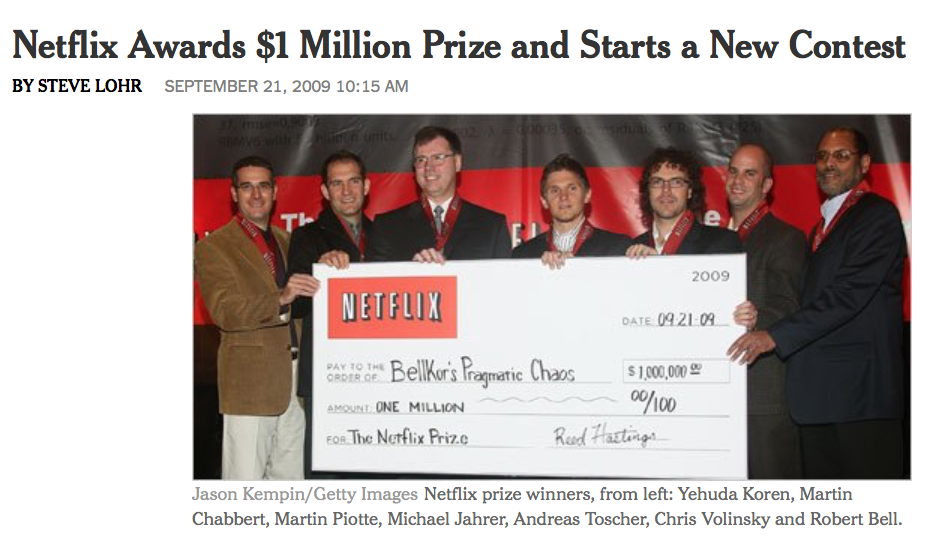 Netflix Awards $1 Million Prize and Starts a New Contest
BY STEVE LOHR SEPTEMBER 21, 2009 10:15 AM
The
e
NETFLIX
2009
DATE: 09-21-09
PAY TO THE
ORDER OF: BellKor's Pragmatic Chaos $ 1,000,000 00
AMOUNT: ONE MILLION 00/100
FOR: The Netflix Prize Reed Hastings
Jason Kempin/Getty Images Netflix prize winners, from left: Yehuda Koren, Martin
Chabbert, Martin Piotte, Michael Jahrer, Andreas Toscher, Chris Volinsky and Robert Bell.